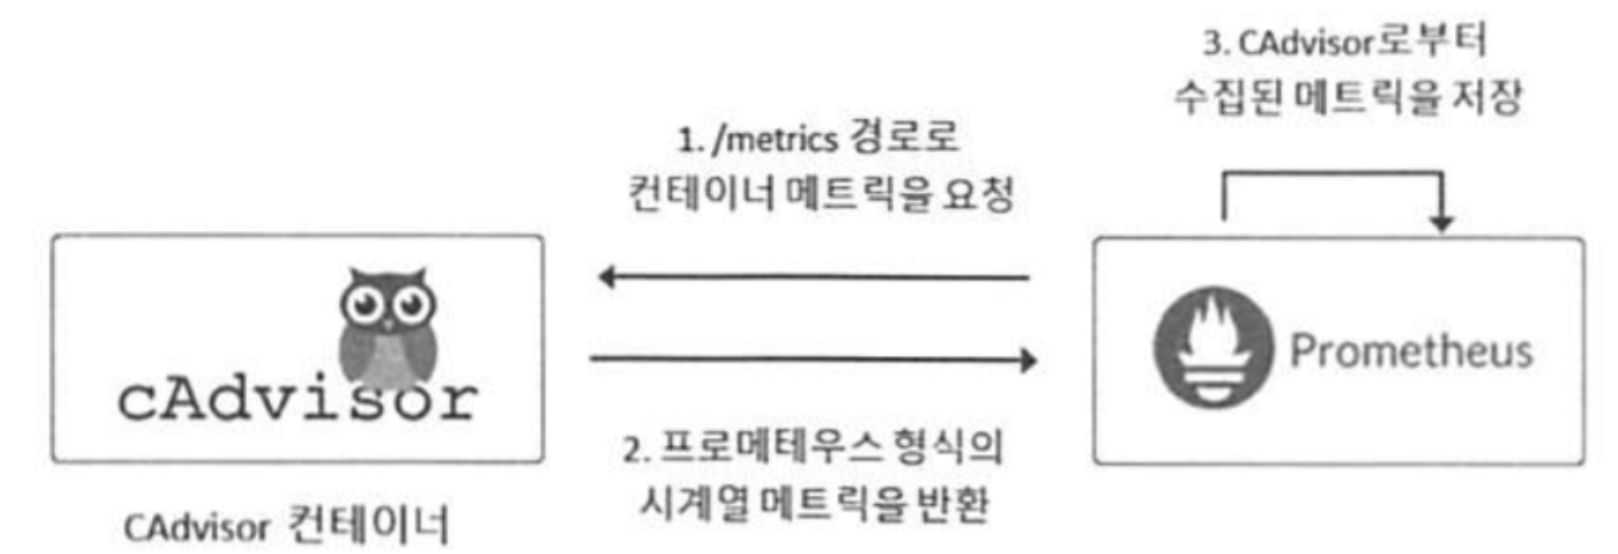 3. CAdvisor로부터
수집된 메트릭을 저장
1. /metrics 경로로
컨테이너 메트릭을 요청
cAdvisor
Prometheus
2. 프로메테우스 형식의
시계열 메트릭을 반환
CAdvisor 컨테이너